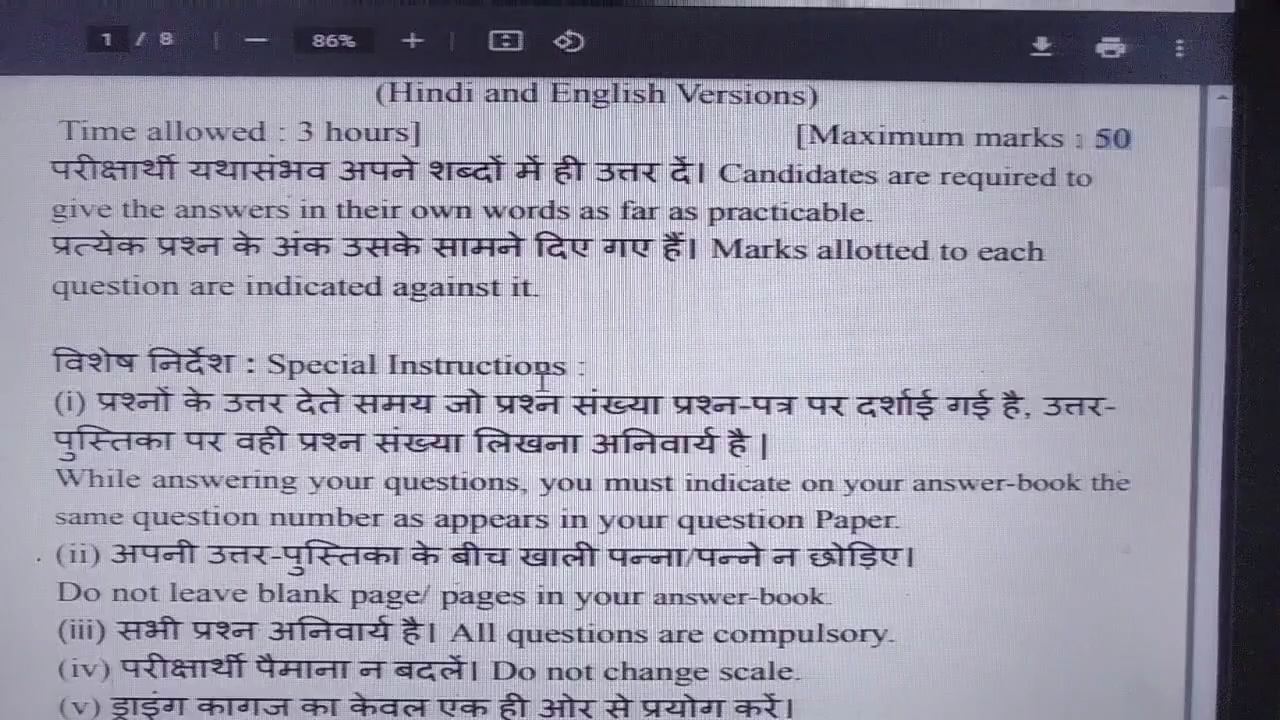 1 / 8 86%
(Hindi and English Versions)
Time allowed : 3 hours] [Maximum marks : 50
परीक्षार्थी यथासंभव अपने शब्दों में ही उत्तर दें। Candidates are required to
give the answers in their own words as far as practicable.
प्रत्येक प्रश्न के अंक उसके सामने दिए गए हैं। Marks allotted to each
question are indicated against it.
विशेष निर्देश : Special Instructions :
(i) प्रश्नों के उत्तर देते समय जो प्रश्न संख्या प्रश्न-पत्र पर दर्शाई गई है, उत्तर-
पुस्तिका पर वही प्रश्न संख्या लिखना अनिवार्य है |
While answering your questions, you must indicate on your answer-book the
same question number as appears in your question Paper.
(ii) अपनी उत्तर-पुस्तिका के बीच खाली पन्ना/पन्ने न छोड़िए।
Do not leave blank page/ pages in your answer-book.
(iii) सभी प्रश्न अनिवार्य है। All questions are compulsory.
(iv) परीक्षार्थी पैमाना न बदलें। Do not change scale.
(v) ड्राइंग कागज का केवल एक ही ओर से प्रयोग करें।